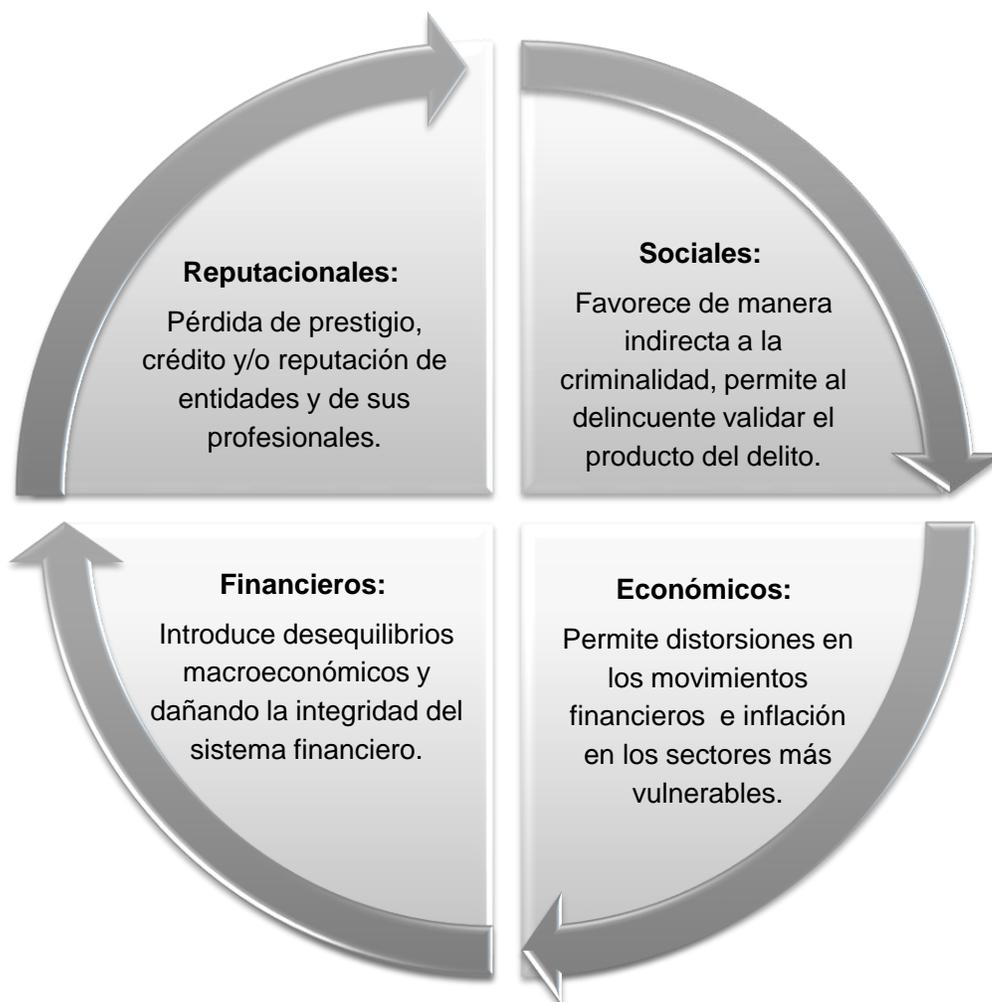 Reputacionales:
Pérdida de prestigio,
crédito y/o reputación de
entidades y de sus
profesionales.
Sociales:
Favorece de manera
indirecta a la
criminalidad, permite al
delincuente validar el
producto del delito.
Financieros:
Introduce desequilibrios
macroeconómicos y
dañando la integridad del
sistema financiero.
Económicos:
Permite distorsiones en
los movimientos
financieros e inflación
en los sectores más
vulnerables.